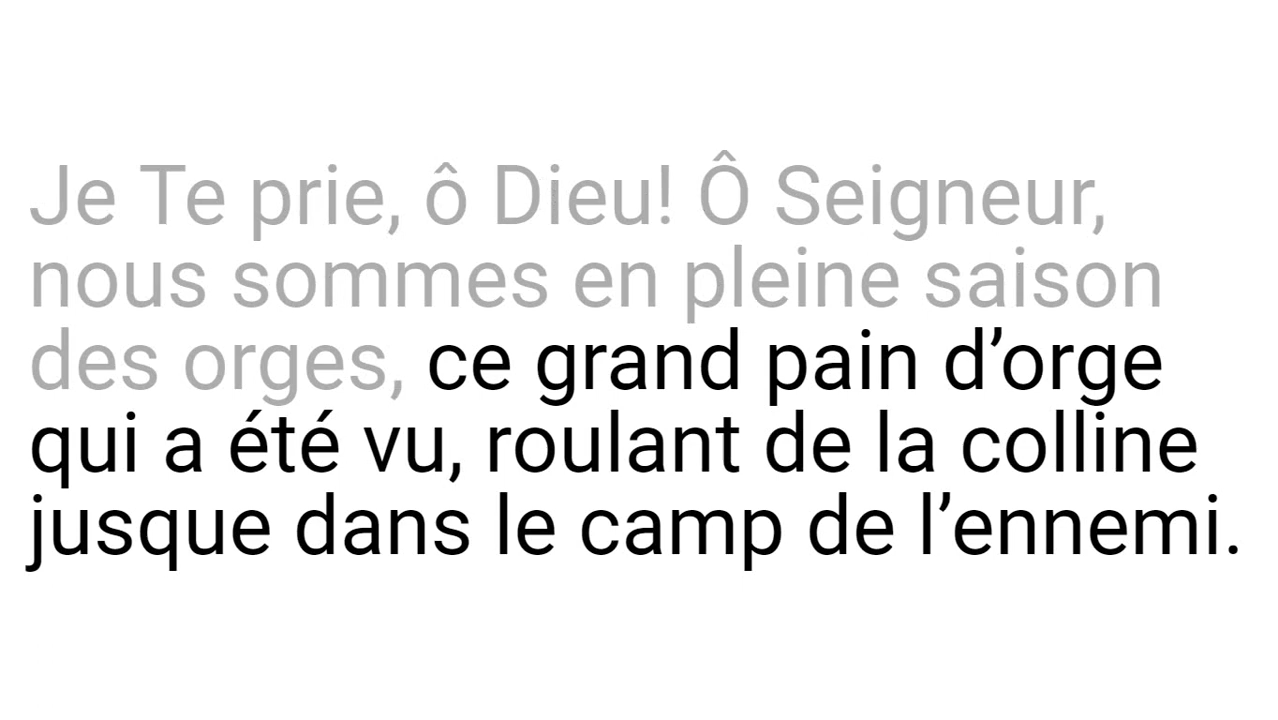 Je Te prie, ô Dieu! Ô Seigneur,
nous sommes en pleine saison
des orges, ce grand pain d’orge
qui a été vu, roulant de la colline
jusque dans le camp de l’ennemi.